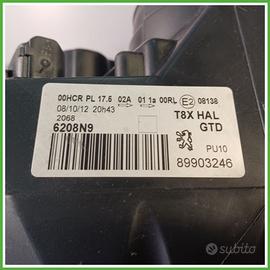 00HCR PL 17.5 02A 01 1a 00RL E2 08138
08/10/12 20h43
2068
6208N9
T8X HAL
GTD
PU10
89903246
subito